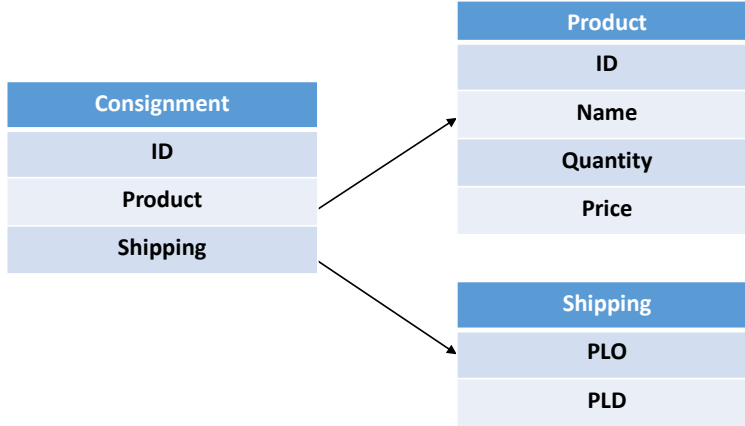 Consignment
ID
Product
Shipping
Product
ID
Name
Quantity
Price
Shipping
PLO
PLD